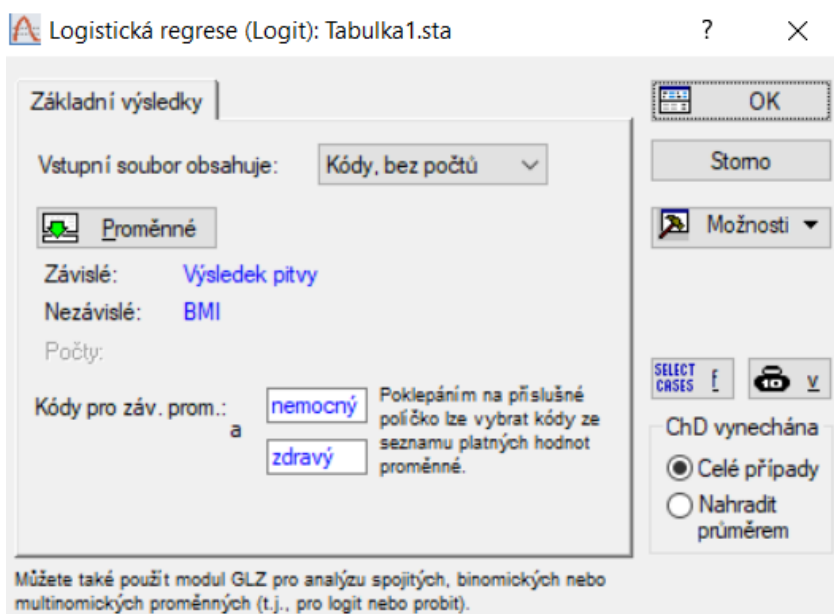 Logistická regrese (Logit): Tabulka1.sta
?
Základní výsledky
Vstupní soubor obsahuje:
Kódy, bez počtů
Proměnné
Závislé:
Výsledek pitvy
Nezávislé:
BMI
Počty:
Kódy pro záv. prom.:
a
nemocný
zdravý
Poklepáním na příslušné
políčko lze vybrat kódy ze
seznamu platných hodnot
proměnné.
OK
Storno
Možnosti
SELECT
CASES
f
v
ChD vynechána
Celé případy
Nahradit
průměrem
Můžete také použít modul GLZ pro analýzu spojitých, binomických nebo
multinomických proměnných (t.j., pro logit nebo probit).